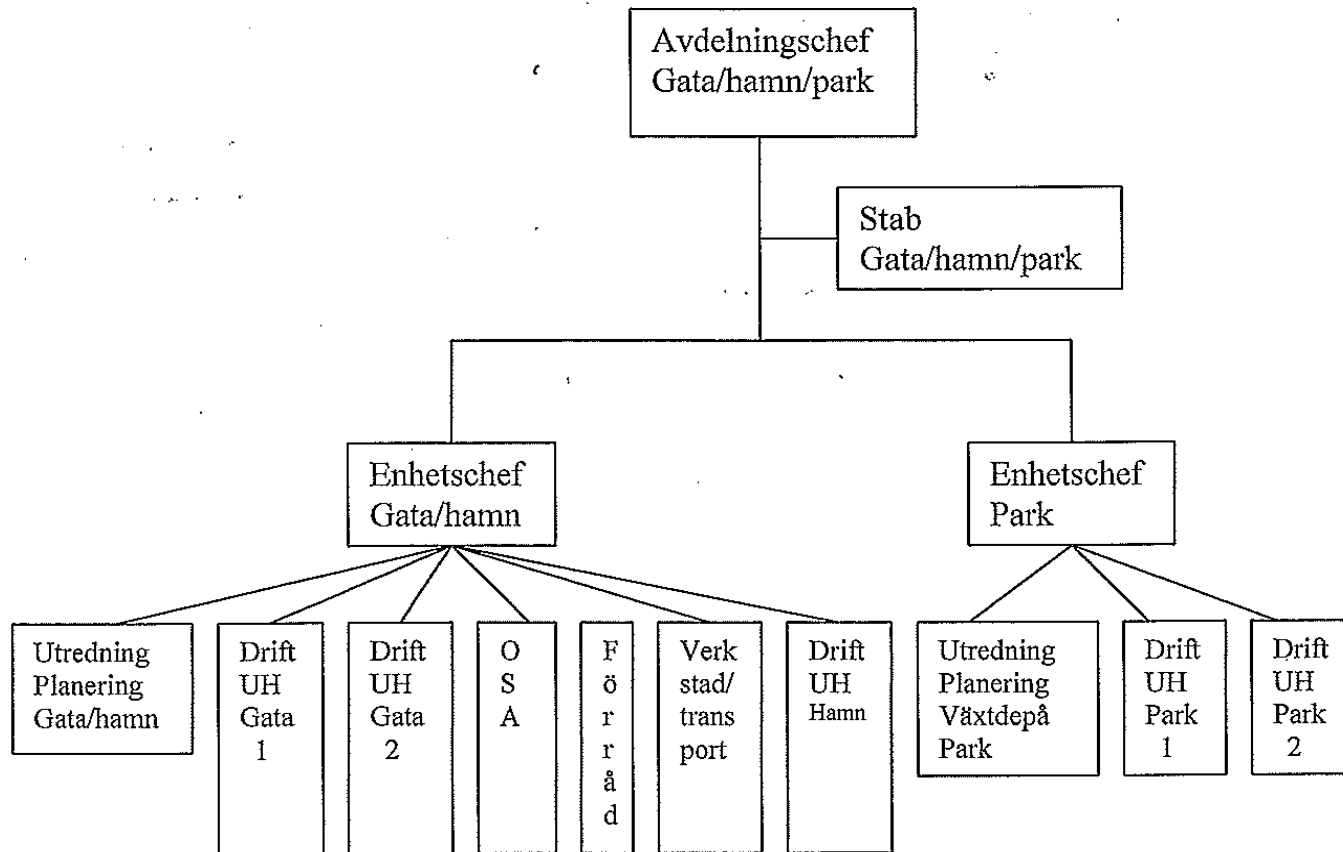 Avdelningschef
Gata/hamn/park
Stab
Gata/hamn/park
Enhetschef
Gata/hamn
Enhetschef
Park
Utredning
Planering
Gata/hamn
Drift
UH
Gata
1
Drift
UH
Gata
2
O
S
A
F
ö
r
r
å
d
Verk
stad/
trans
port
Drift
UH
Hamn
Utredning
Planering
Växtdepå
Park
Drift
UH
Park
1
Drift
UH
Park
2